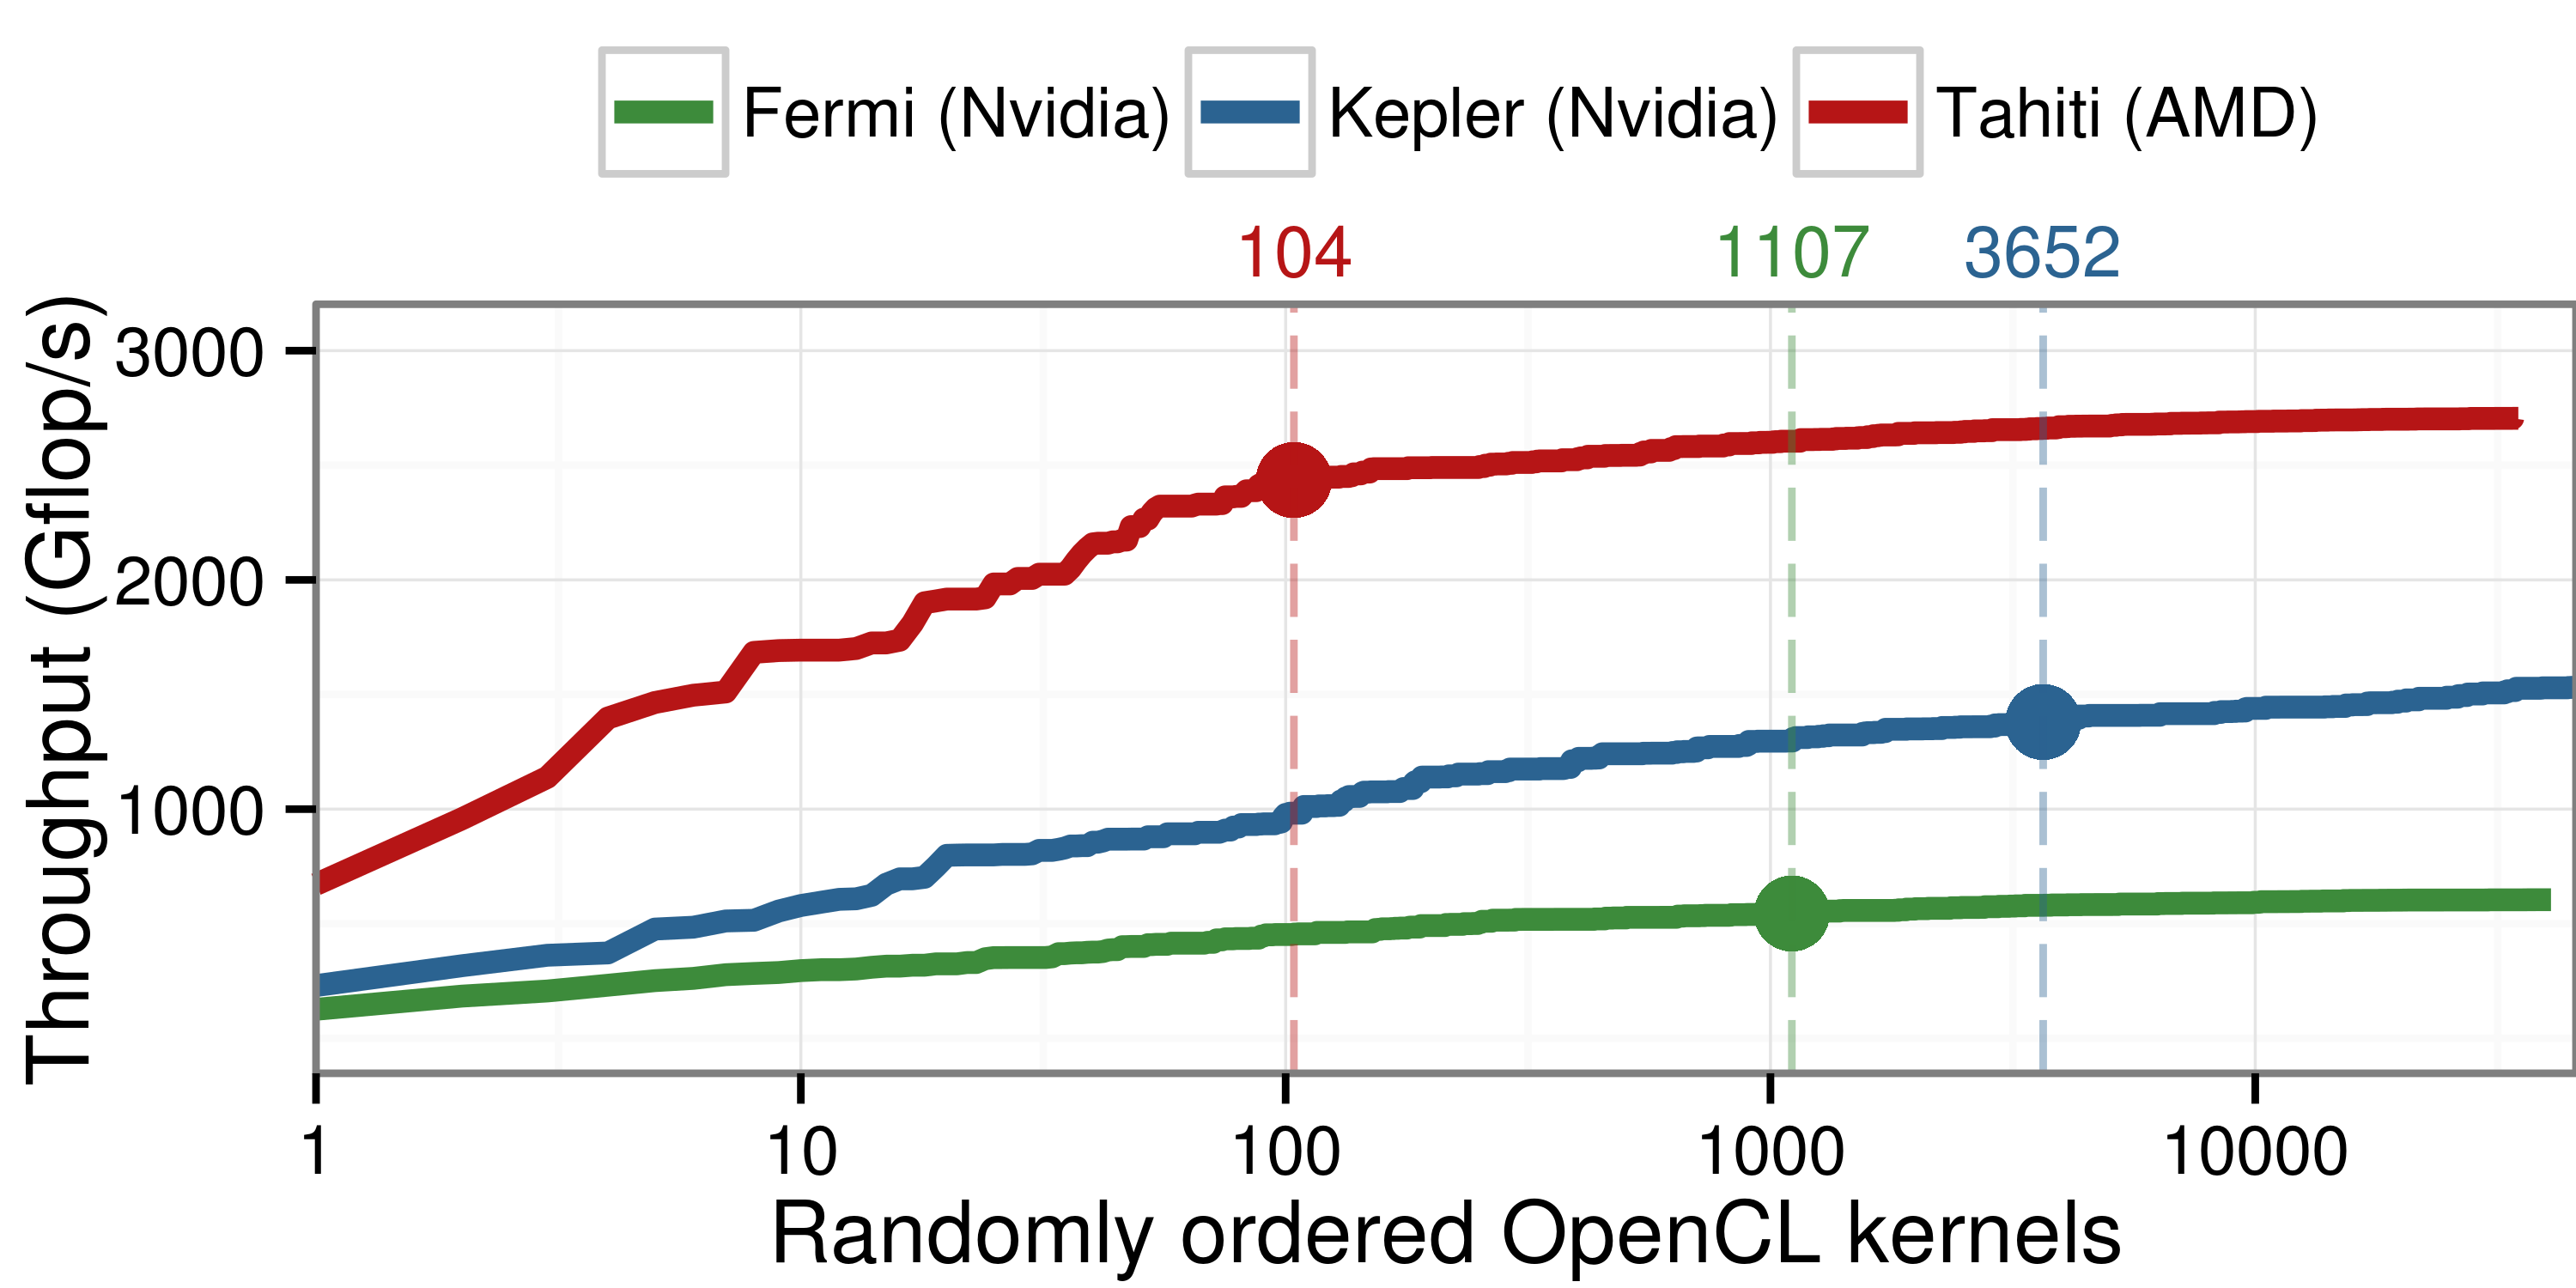 Fermi (Nvidia) Kepler (Nvidia) Tahiti (AMD)
104 1107 3652
Throughput (Gflop/s)
3000
2000
1000
1 10 100 1000 10000
Randomly ordered OpenCL kernels